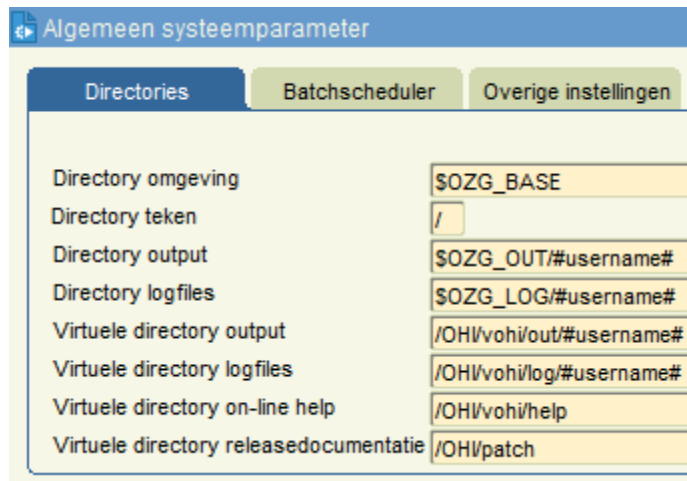 Algemeen systeemparameter
Directories Batchscheduler Overige instellingen
Directory omgeving $OZG_BASE
Directory teken /
Directory output $OZG_OUT/#username#
Directory logfiles $OZG_LOG/#username#
Virtuele directory output /OHI/vohi/out/#username#
Virtuele directory logfiles /OHI/vohi/log/#username#
Virtuele directory on-line help /OHI/vohi/help
Virtuele directory releasedocumentatie /OHI/patch